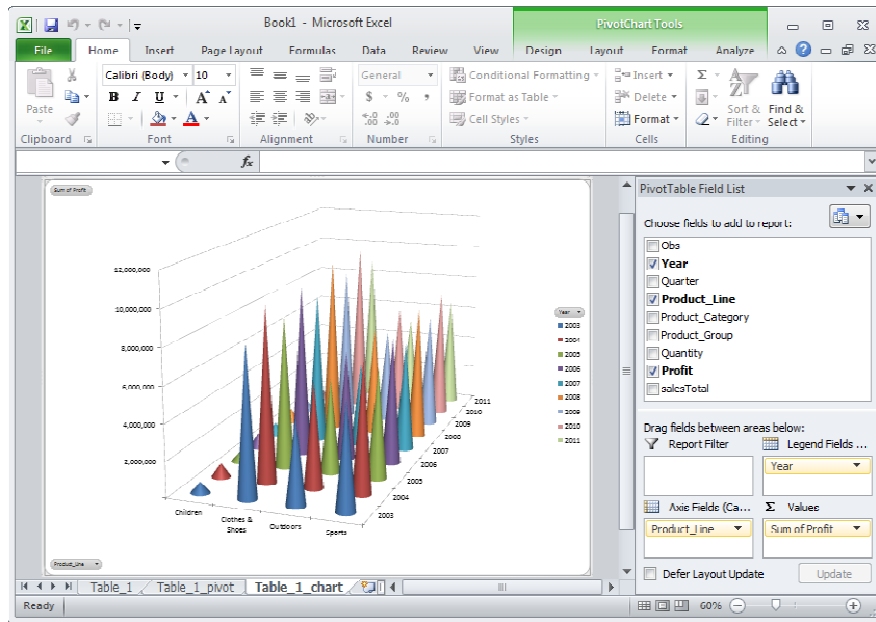 Book1 - Microsoft Excel
PivotChart Tools
File Home Insert Page Layout Formulas Data Review View Design Layout Format Analyze
Calibri (Body) 10
General
Conditional Formatting
Insert
Σ
Paste
B I U A A
$ % ,
Format as Table
Delete
Sort & Filter
Find & Select
A
.00 .00
Cell Styles
Format
Clipboard Font Alignment Number Styles Cells Editing
fx
Sum of Profit
12,000,000
10,000,000
8,000,000
6,000,000
4,000,000
2,000,000
-
Children
Clothes & Shoes
Outdoors
Sports
2003
2004
2005
2006
2007
2009
2010
2011
Year
2003
2004
2005
2006
2007
2008
2009
2010
2011
Product_Line
PivotTable Field List
Choose fields to add to report:
Obs
Year
Quarter
Product_Line
Product_Category
Product_Group
Quantity
Profit
salesTotal
Drag fields between areas below:
Report Filter
Legend Fields ...
Year
Axis Fields (Ca...
Σ Values
Product_Line
Sum of Profit
Defer Layout Update
Update
Table_1 Table_1_pivot Table_1_chart
Ready
60%